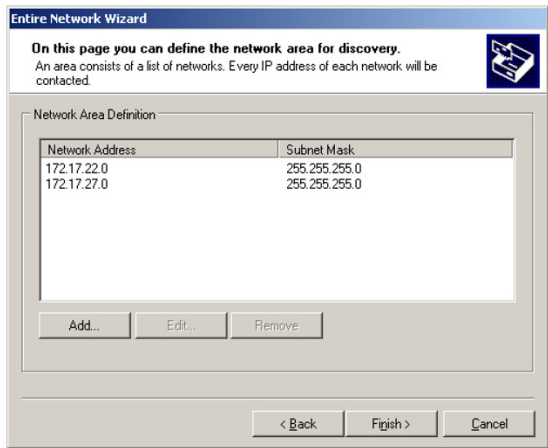 Entire Network Wizard
On this page you can define the network area for discovery.
An area consists of a list of networks. Every IP address of each network will be
contacted.
Network Area Definition
Network Address Subnet Mask
172.17.22.0 255.255.255.0
172.17.27.0 255.255.255.0
Add... Edit... Remove
< Back Finish > Cancel